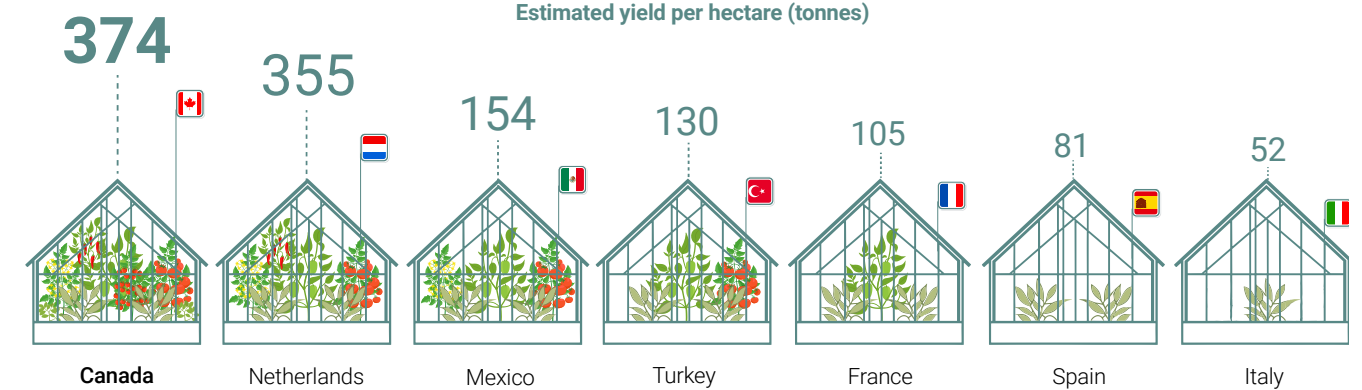 Estimated yield per hectare (tonnes)
374
355
154
130
105
81
52
Canada
Netherlands
Mexico
Turkey
France
Spain
Italy